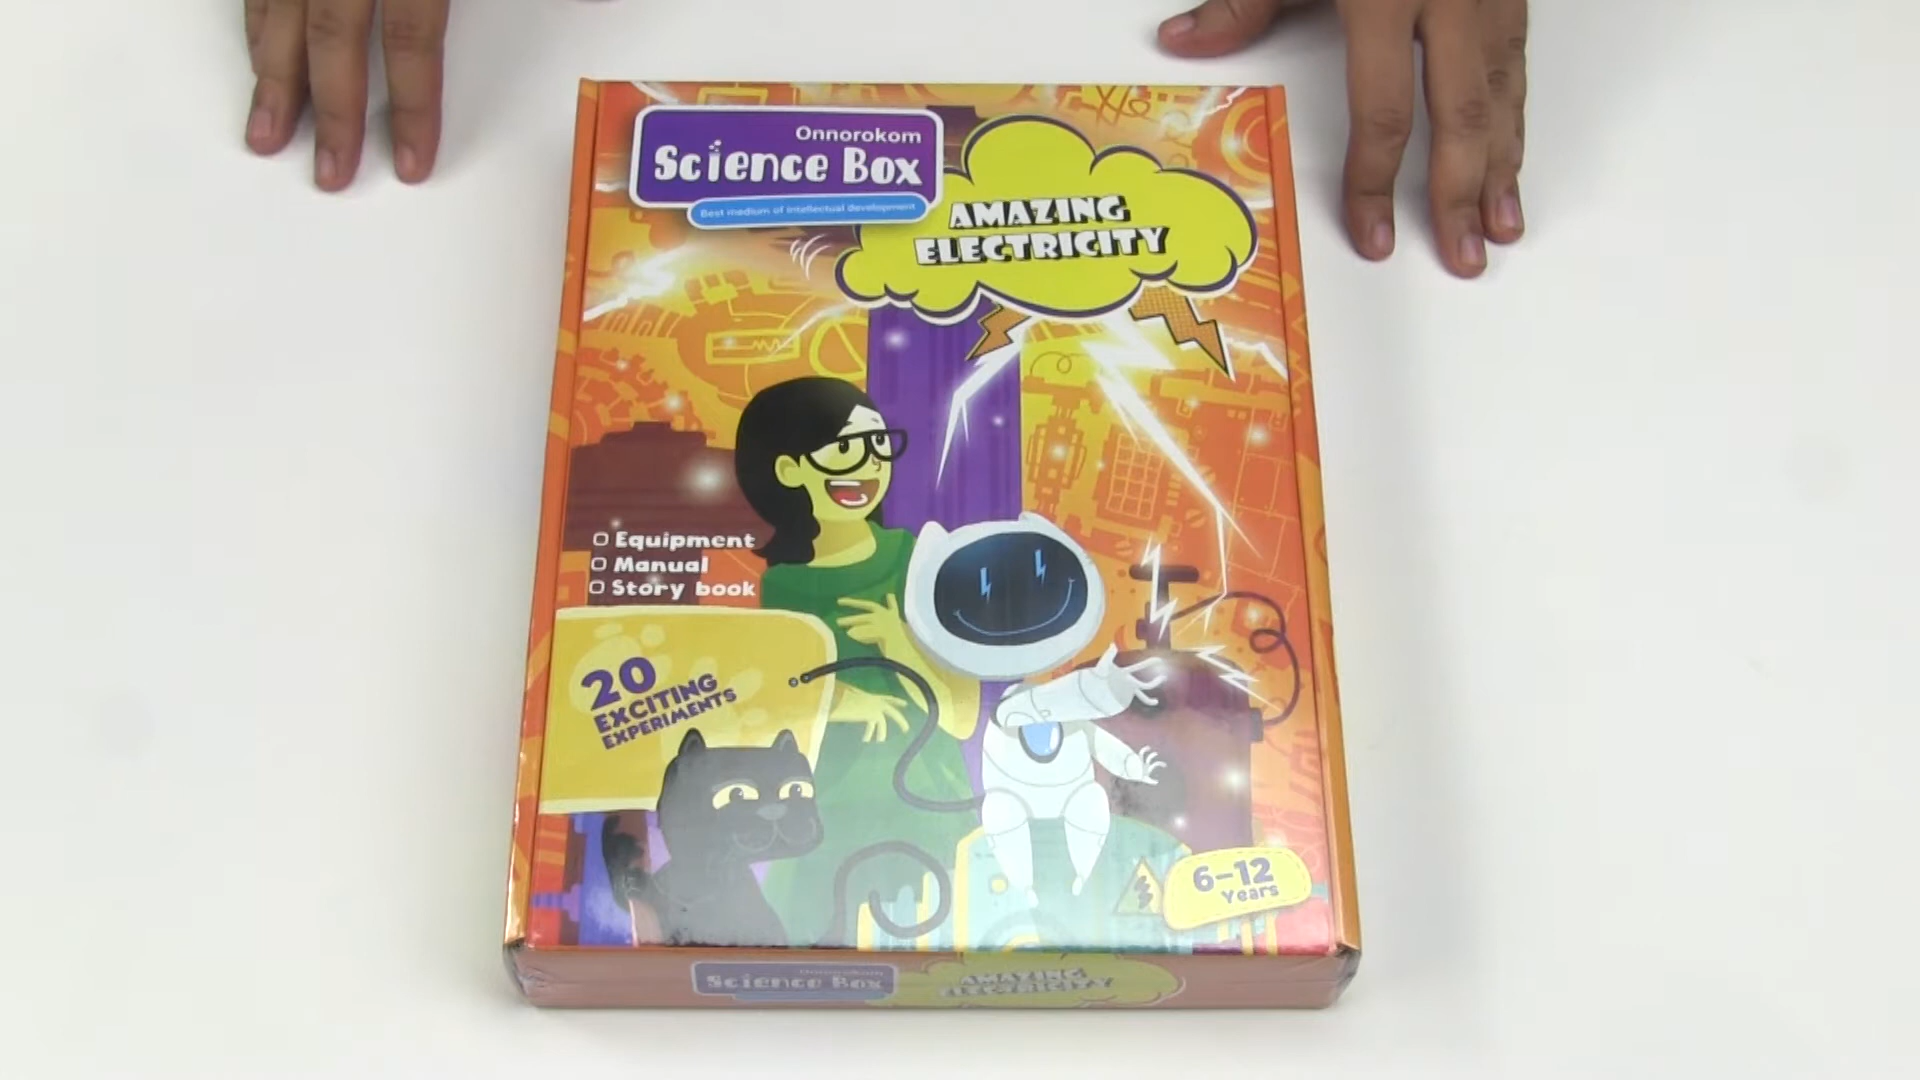 Onnorokom
Science Box
Best medium of intellectual development
AMAZING
ELECTRICITY
Equipment
Manual
Story book
20
EXCITING
EXPERIMENTS
6-12
Years
Onnorokom
Science Box
AMAZING
ELECTRICITY